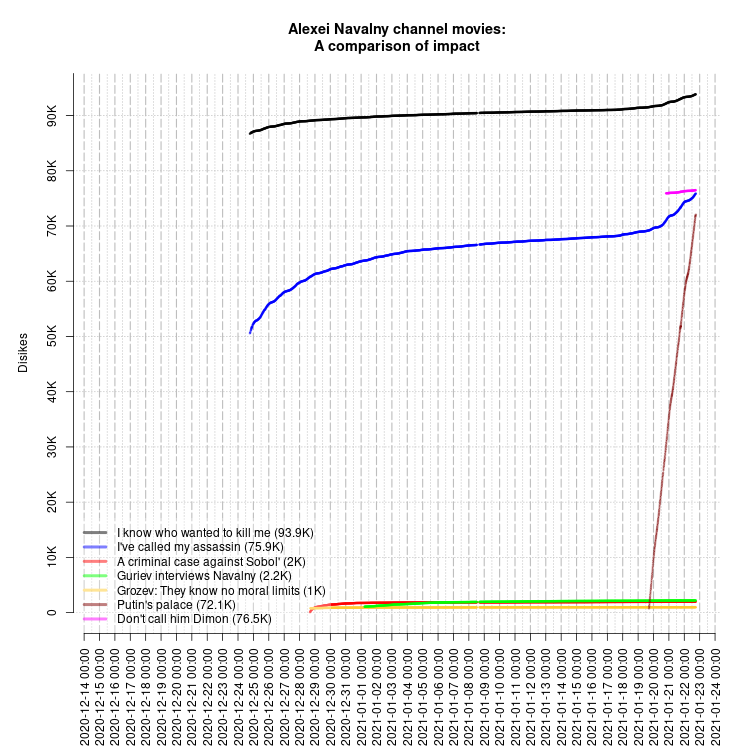 Alexei Navalny channel movies:
A comparison of impact
Disikes
90K
80K
70K
60K
50K
40K
30K
20K
10K
0
I know who wanted to kill me (93.9K)
I've called my assassin (75.9K)
A criminal case against Sobol' (2K)
Guriev interviews Navalny (2.2K)
Grozev: They know no moral limits (1K)
Putin's palace (72.1K)
Don't call him Dimon (76.5K)
2020-12-14 00:00
2020-12-15 00:00
2020-12-16 00:00
2020-12-17 00:00
2020-12-18 00:00
2020-12-19 00:00
2020-12-20 00:00
2020-12-21 00:00
2020-12-22 00:00
2020-12-23 00:00
2020-12-24 00:00
2020-12-25 00:00
2020-12-26 00:00
2020-12-27 00:00
2020-12-28 00:00
2020-12-29 00:00
2020-12-30 00:00
2020-12-31 00:00
2021-01-01 00:00
2021-01-02 00:00
2021-01-03 00:00
2021-01-04 00:00
2021-01-05 00:00
2021-01-06 00:00
2021-01-07 00:00
2021-01-08 00:00
2021-01-09 00:00
2021-01-10 00:00
2021-01-11 00:00
2021-01-12 00:00
2021-01-13 00:00
2021-01-14 00:00
2021-01-15 00:00
2021-01-16 00:00
2021-01-17 00:00
2021-01-18 00:00
2021-01-19 00:00
2021-01-20 00:00
2021-01-21 00:00
2021-01-22 00:00
2021-01-23 00:00
2021-01-24 00:00